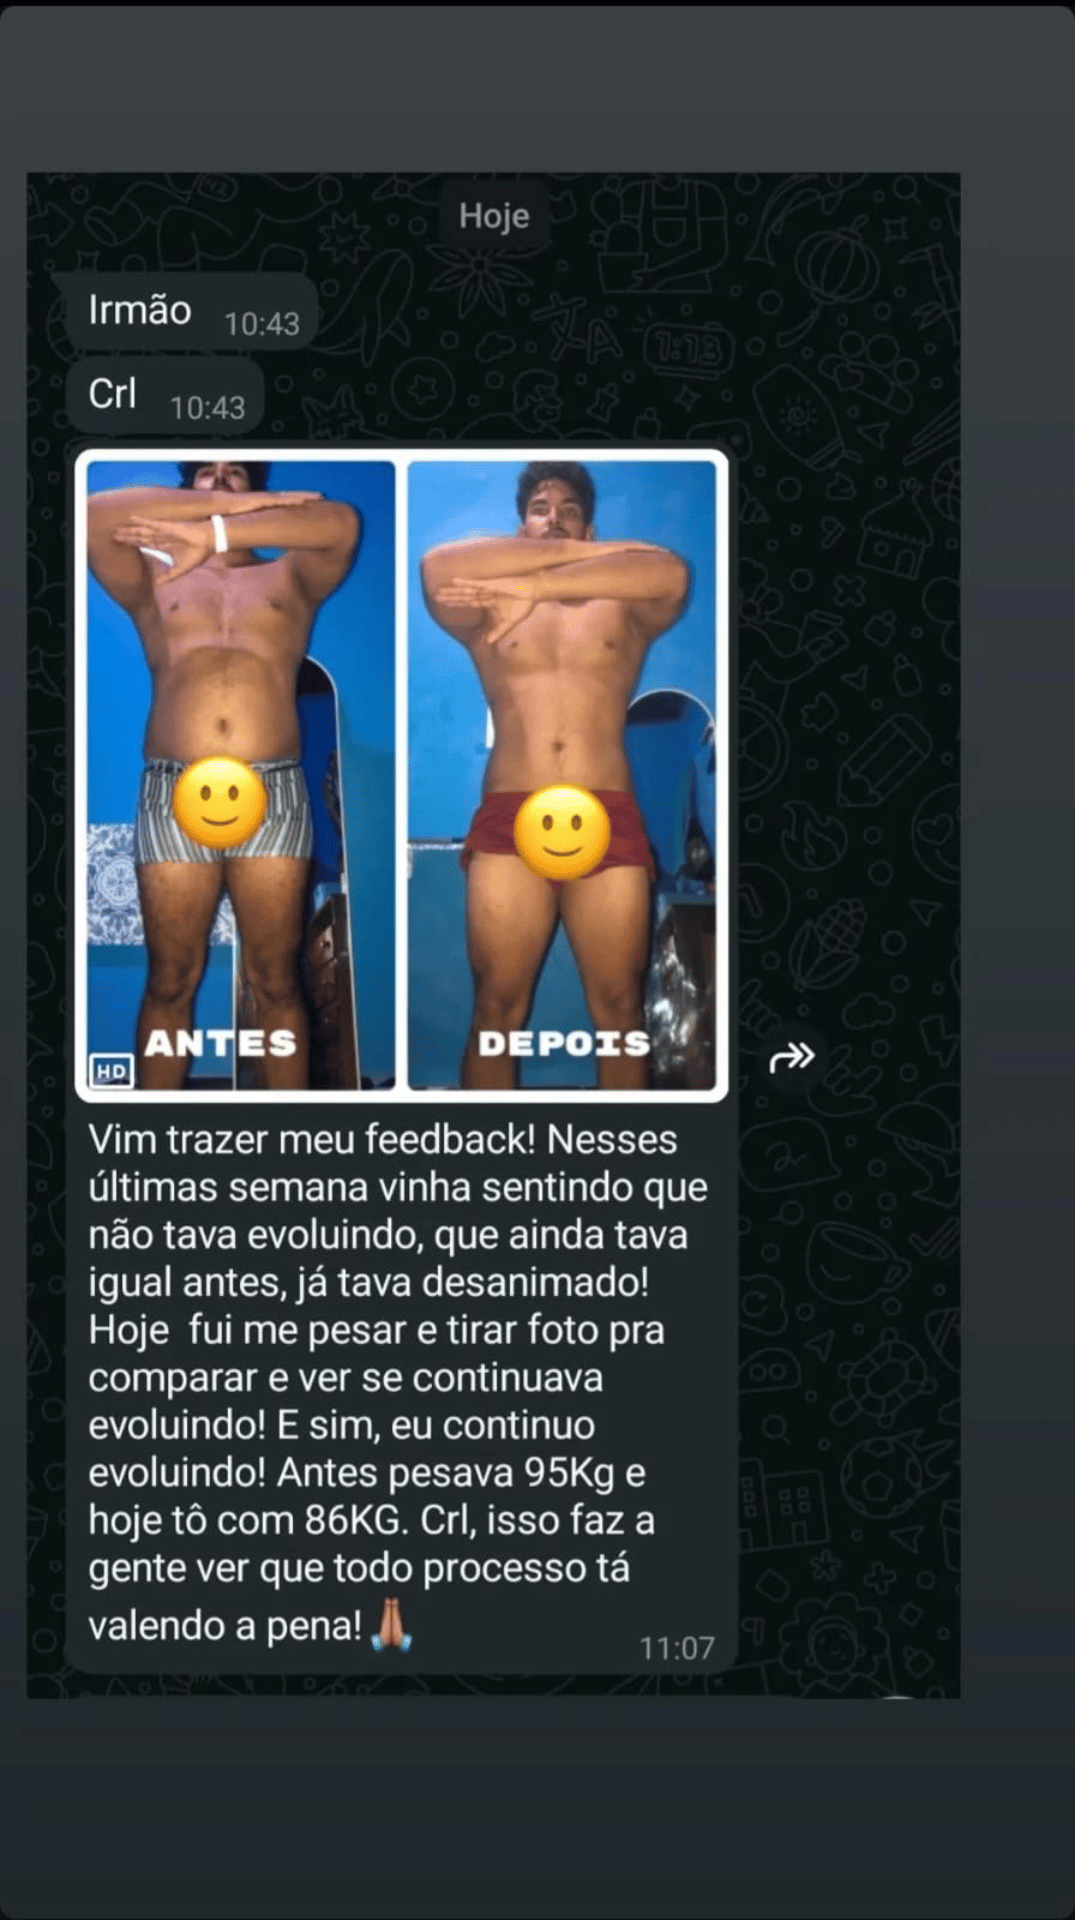 Hoje
Irmão 10:43
Crl 10:43
ANTES
DEPOIS
HD
Vim trazer meu feedback! Nesses
últimas semana vinha sentindo que
não tava evoluindo, que ainda tava
igual antes, já tava desanimado!
Hoje  fui me pesar e tirar foto pra
comparar e ver se continuava
evoluindo! E sim, eu continuo
evoluindo! Antes pesava 95Kg e
hoje tô com 86KG. Crl, isso faz a
gente ver que todo processo tá
valendo a pena!🙏🏽
11:07